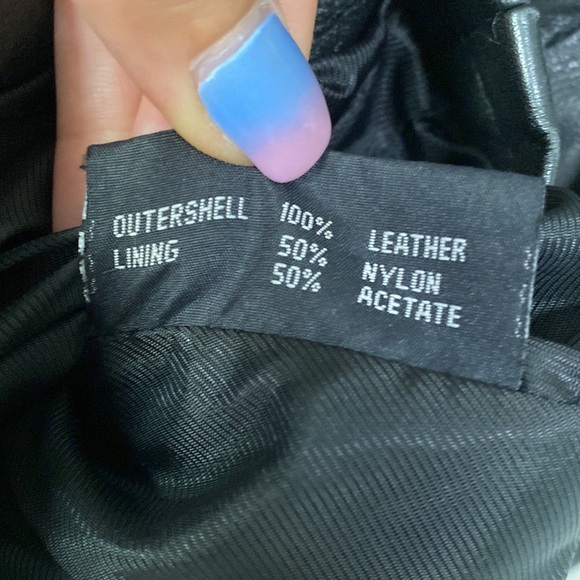 OUTERSHELL 100% LEATHER
LINING 50% NYLON
50% ACETATE